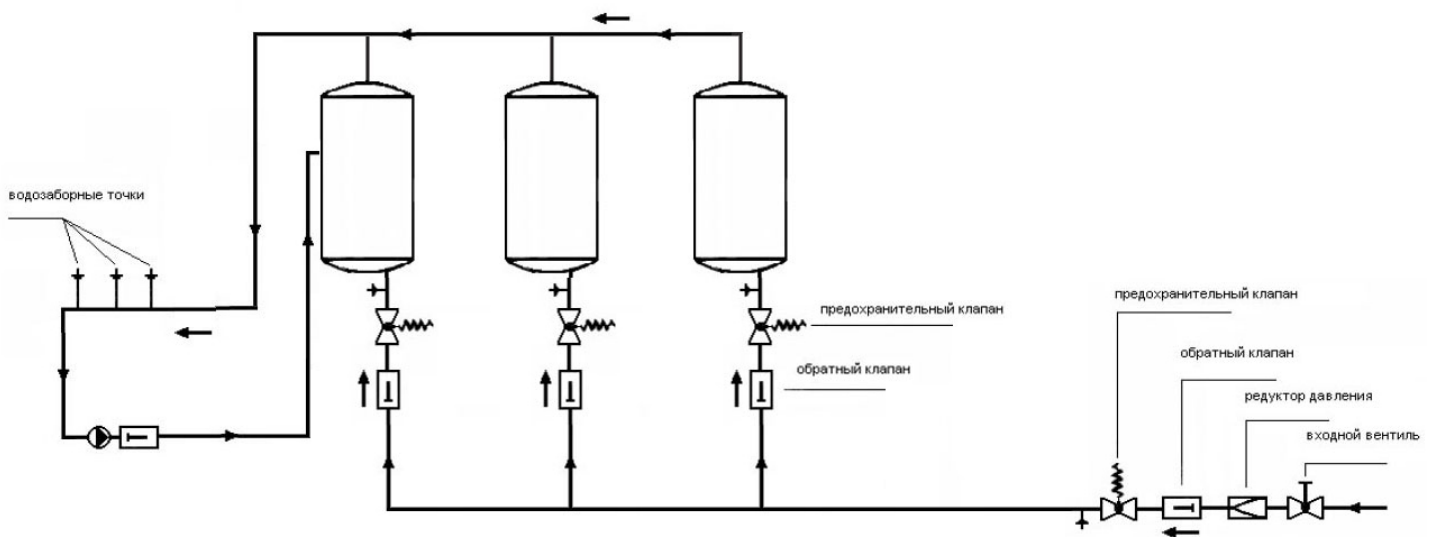 водозаборные точки
предохранительный клапан
предохранительный клапан
обратный клапан
обратный клапан
редуктор давления
входной вентиль